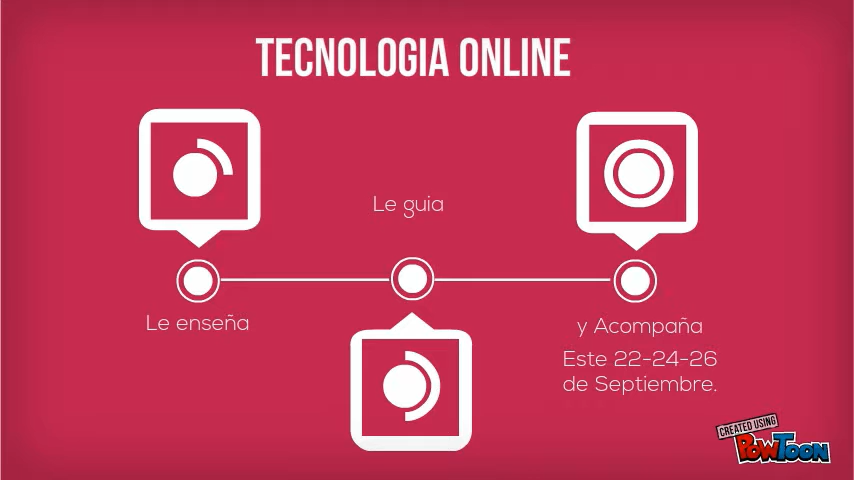 TECNOLOGIA ONLINE
Le guia
Le enseña
y Acompaña
Este 22-24-26
de Septiembre.
CREATED USING
POWTOON